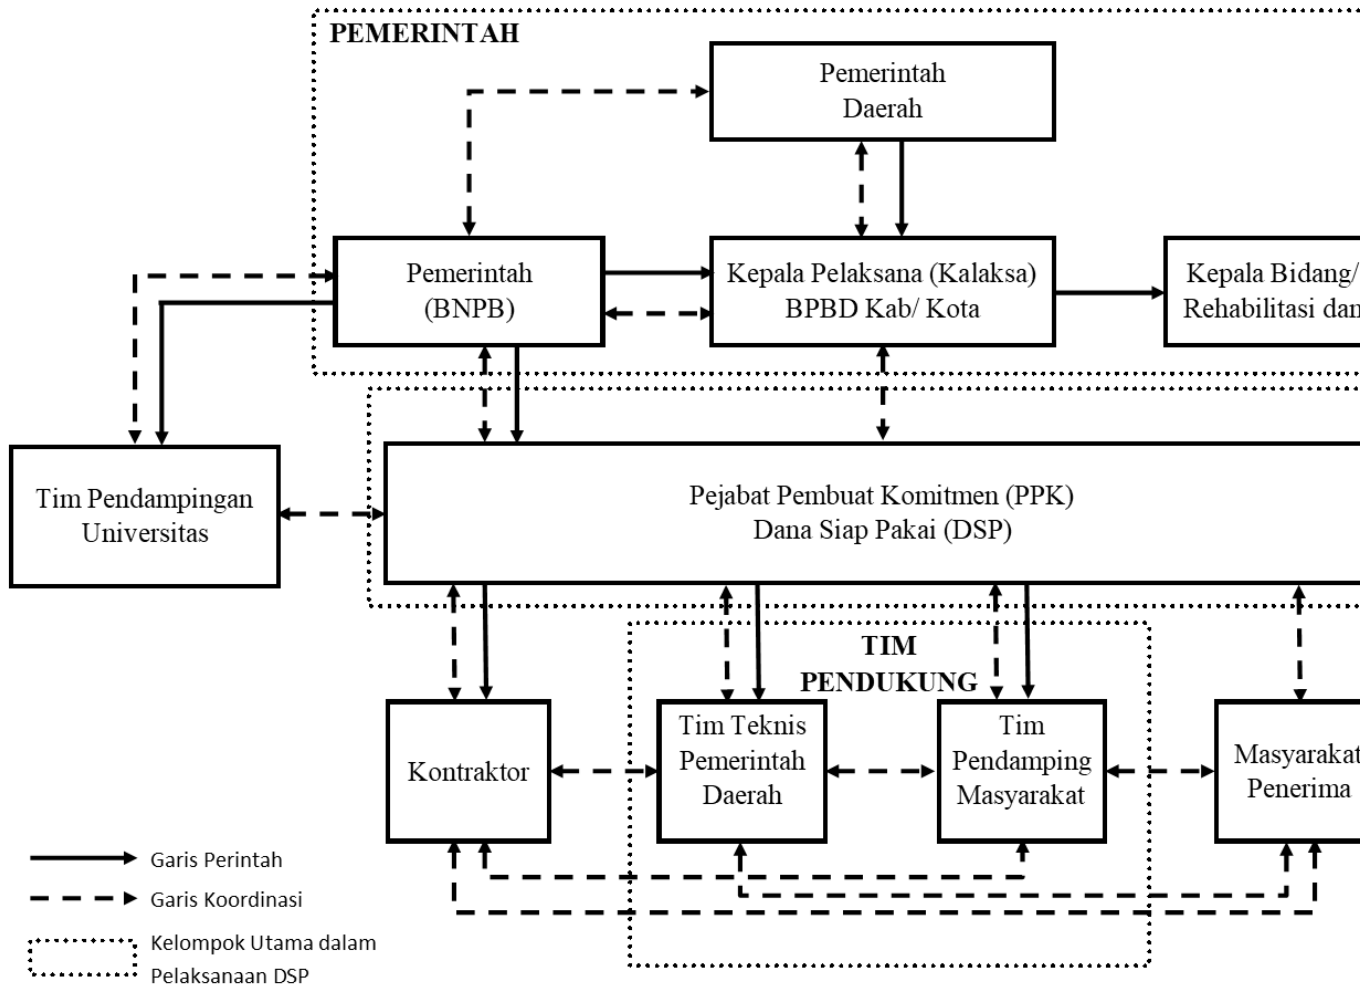 PEMERINTAH
Pemerintah
Daerah
Pemerintah
(BNPB)
Kepala Pelaksana (Kalaksa)
BPBD Kab/ Kota
Kepala Bidang/
Rehabilitasi dan
Tim Pendampingan
Universitas
Pejabat Pembuat Komitmen (PPK)
Dana Siap Pakai (DSP)
TIM
PENDUKUNG
Kontraktor
Tim Teknis
Pemerintah
Daerah
Tim
Pendamping
Masyarakat
Masyarakat
Penerima
Garis Perintah
Garis Koordinasi
Kelompok Utama dalam
Pelaksanaan DSP